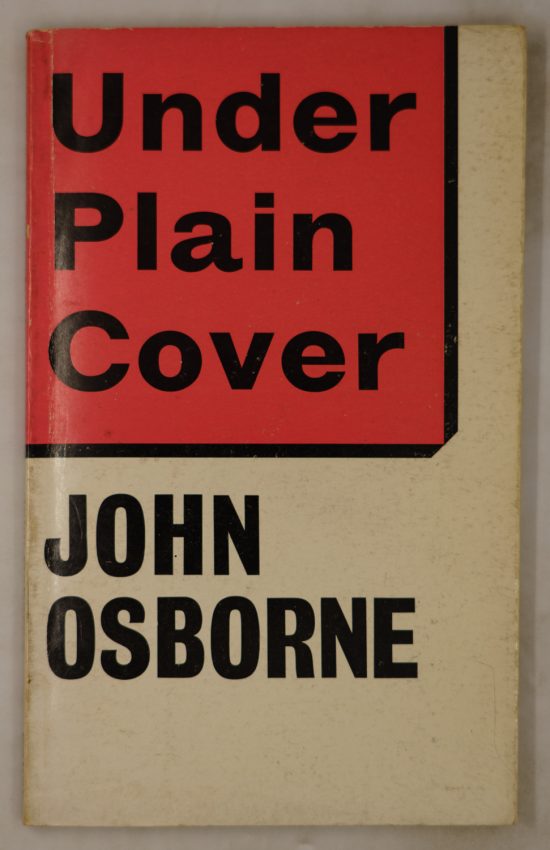 Under
Plain
Cover
JOHN
OSBORNE